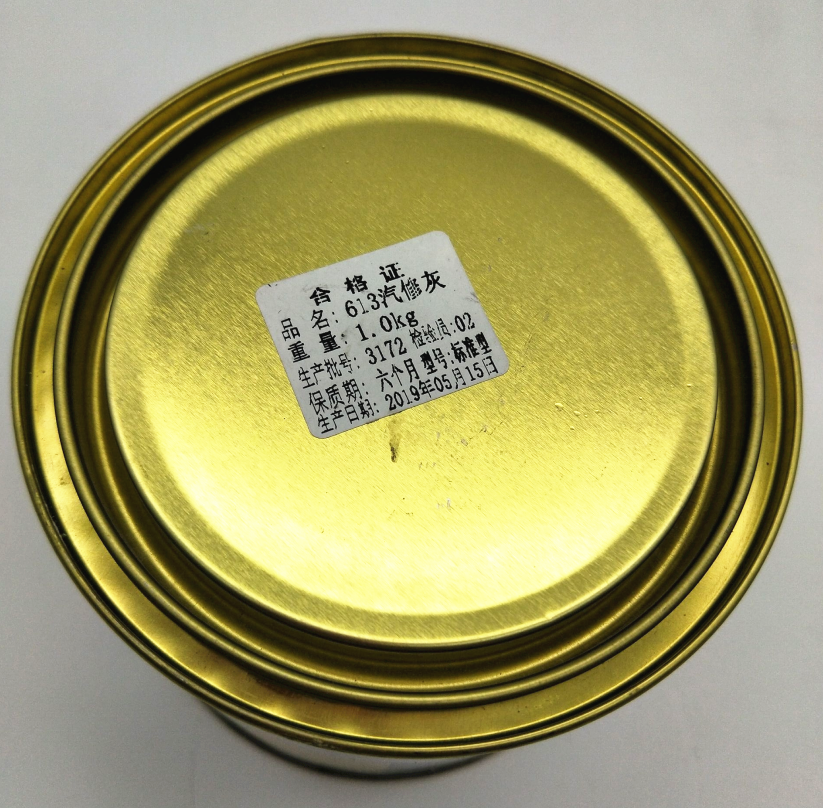 合格证
品 名: 613汽修灰
重 量: 1.0kg
生产批号: 3172 检验员:02
保质期: 六个月 型号:标准型
生产日期: 2019年05月15日